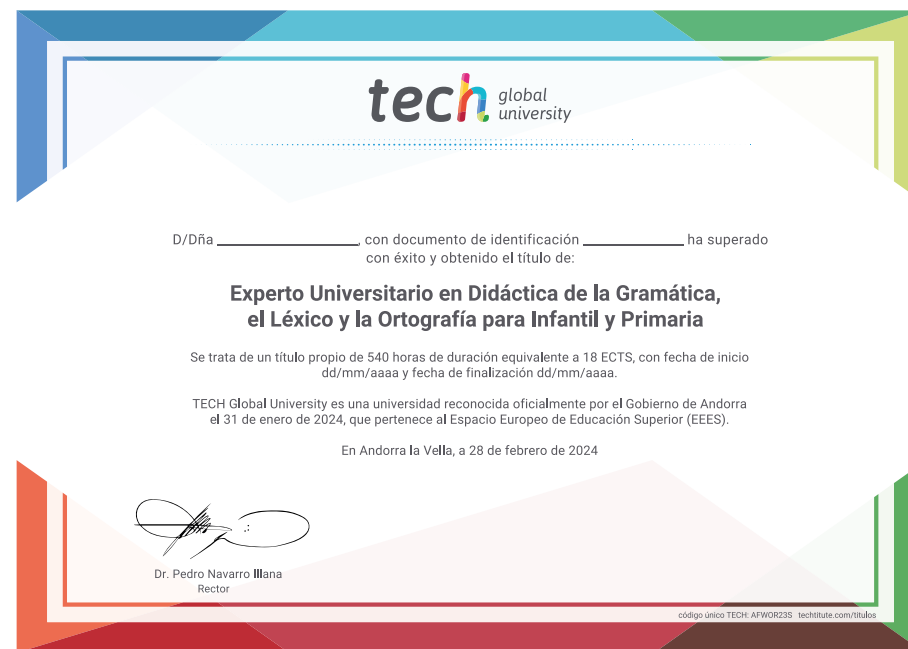 tech global university
D/Dña ____________, con documento de identificación ____________ ha superado
con éxito y obtenido el título de:
Experto Universitario en Didáctica de la Gramática,
el Léxico y la Ortografía para Infantil y Primaria
Se trata de un título propio de 540 horas de duración equivalente a 18 ECTS, con fecha de inicio
dd/mm/aaaa y fecha de finalización dd/mm/aaaa.
TECH Global University es una universidad reconocida oficialmente por el Gobierno de Andorra
el 31 de enero de 2024, que pertenece al Espacio Europeo de Educación Superior (EEES).
En Andorra la Vella, a 28 de febrero de 2024
Dr. Pedro Navarro Illana
Rector
código único TECH: AFWOR23S techtitute.com/titulos